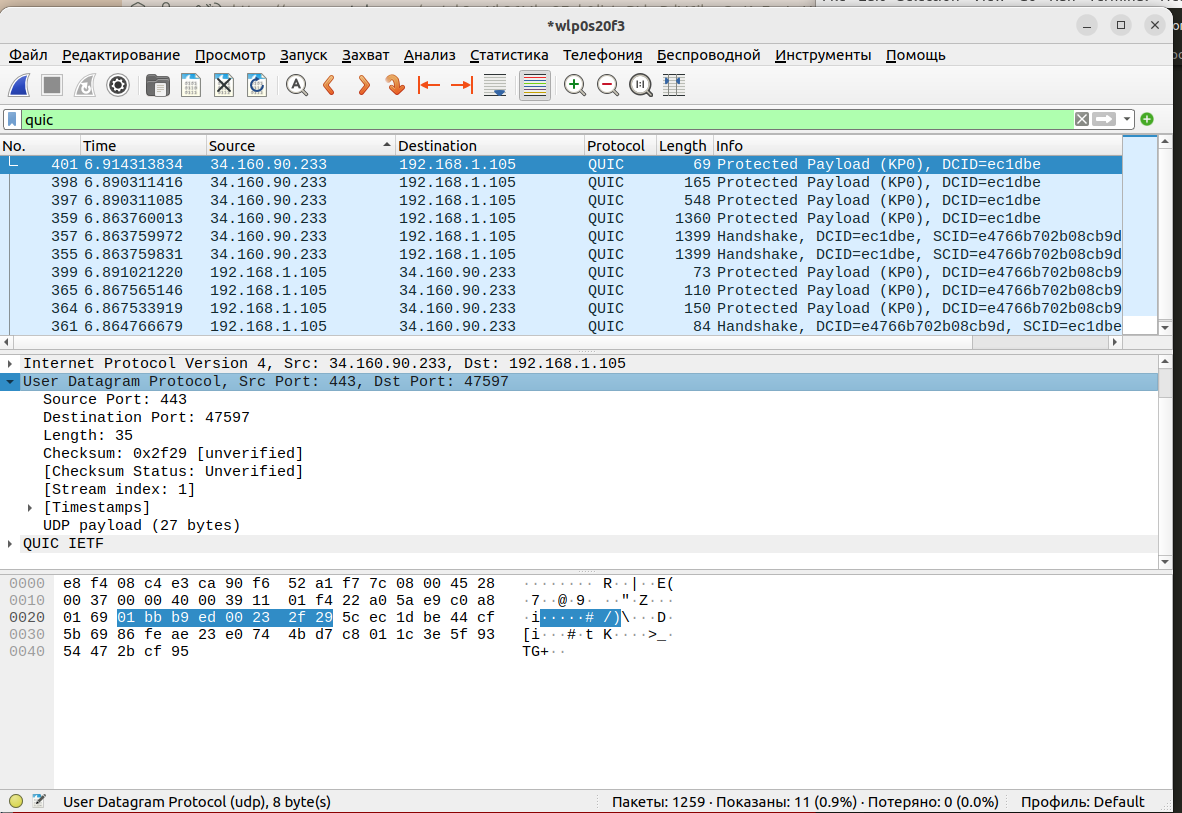 *wlp0s20f3
Файл Редактирование Просмотр Запуск Захват Анализ Статистика Телефония Беспроводной Инструменты Помощь
quic
No. Time Source Destination Protocol Length Info
401 6.914313834 34.160.90.233 192.168.1.105 QUIC 69 Protected Payload (KP0), DCID=ec1dbe
398 6.890311416 34.160.90.233 192.168.1.105 QUIC 165 Protected Payload (KP0), DCID=ec1dbe
397 6.890311085 34.160.90.233 192.168.1.105 QUIC 548 Protected Payload (KP0), DCID=ec1dbe
359 6.863760013 34.160.90.233 192.168.1.105 QUIC 1360 Protected Payload (KP0), DCID=ec1dbe
357 6.863759972 34.160.90.233 192.168.1.105 QUIC 1399 Handshake, DCID=ec1dbe, SCID=e4766b702b08cb9d
355 6.863759831 34.160.90.233 192.168.1.105 QUIC 1399 Handshake, DCID=ec1dbe, SCID=e4766b702b08cb9d
399 6.891021220 192.168.1.105 34.160.90.233 QUIC 73 Protected Payload (KP0), DCID=e4766b702b08cb9
365 6.867565146 192.168.1.105 34.160.90.233 QUIC 110 Protected Payload (KP0), DCID=e4766b702b08cb9
364 6.867533919 192.168.1.105 34.160.90.233 QUIC 150 Protected Payload (KP0), DCID=e4766b702b08cb9
361 6.864766679 192.168.1.105 34.160.90.233 QUIC 84 Handshake, DCID=e4766b702b08cb9d, SCID=ec1dbe
Internet Protocol Version 4, Src: 34.160.90.233, Dst: 192.168.1.105
User Datagram Protocol, Src Port: 443, Dst Port: 47597
Source Port: 443
Destination Port: 47597
Length: 35
Checksum: 0x2f29 [unverified]
[Checksum Status: Unverified]
[Stream index: 1]
[Timestamps]
UDP payload (27 bytes)
QUIC IETF
0000 e8 f4 08 c4 e3 ca 90 f6 52 a1 f7 7c 08 00 45 28 ········ R··|··E(
0010 00 37 00 00 40 00 39 11 01 f4 22 a0 5a e9 c0 a8 ·7··@·9· ··"·Z···
0020 01 69 01 bb b9 ed 00 23 2f 29 5c ec 1d be 44 cf ·i·····# /)\···D·
0030 5b 69 86 fe ae 23 e0 74 4b d7 c8 01 1c 3e 5f 93 [i···#·t K····>_·
0040 54 47 2b cf 95 TG+··
User Datagram Protocol (udp), 8 byte(s) Пакеты: 1259 · Показаны: 11 (0.9%) · Потеряно: 0 (0.0%) Профиль: Default